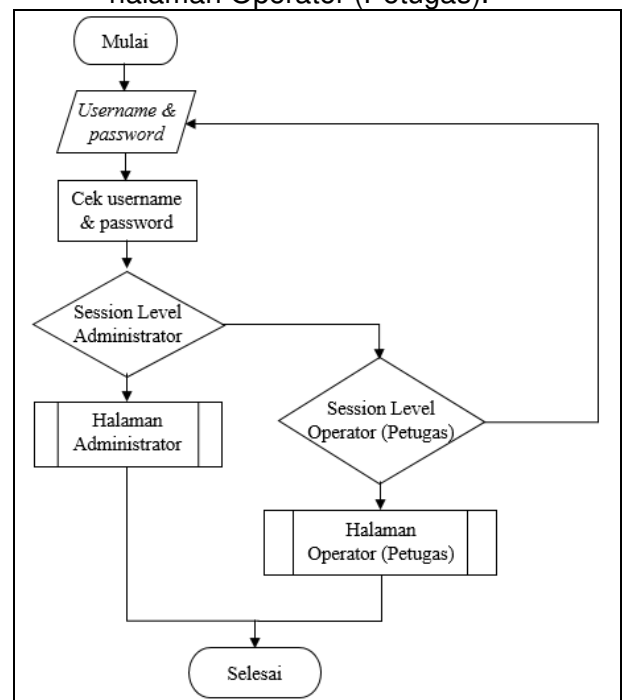 halaman Operator (Petugas).
Mulai
Username &
password
Cek username
& password
Session Level
Administrator
Halaman
Administrator
Session Level
Operator (Petugas)
Halaman
Operator (Petugas)
Selesai